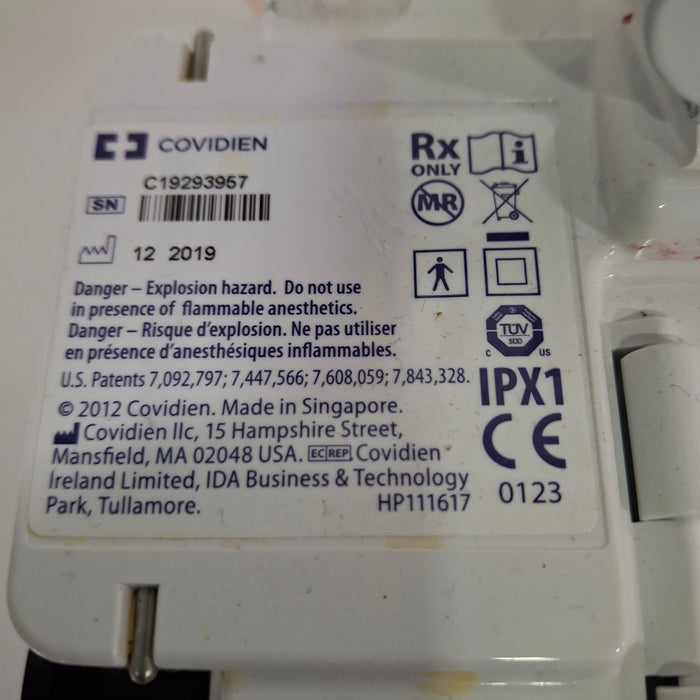 COVIDIEN
SN C19293957
12 2019
Danger – Explosion hazard. Do not use
in presence of flammable anesthetics.
Danger – Risque d'explosion. Ne pas utiliser
en présence d'anesthésiques inflammables.
U.S. Patents 7,092,797; 7,447,566; 7,608,059; 7,843,328.
© 2012 Covidien. Made in Singapore.
Covidien llc, 15 Hampshire Street,
Mansfield, MA 02048 USA. EC REP Covidien
Ireland Limited, IDA Business & Technology
Park, Tullamore. HP111617
Rx
ONLY
MR
TÜV
SÜD
C US
IPX1
CE
0123